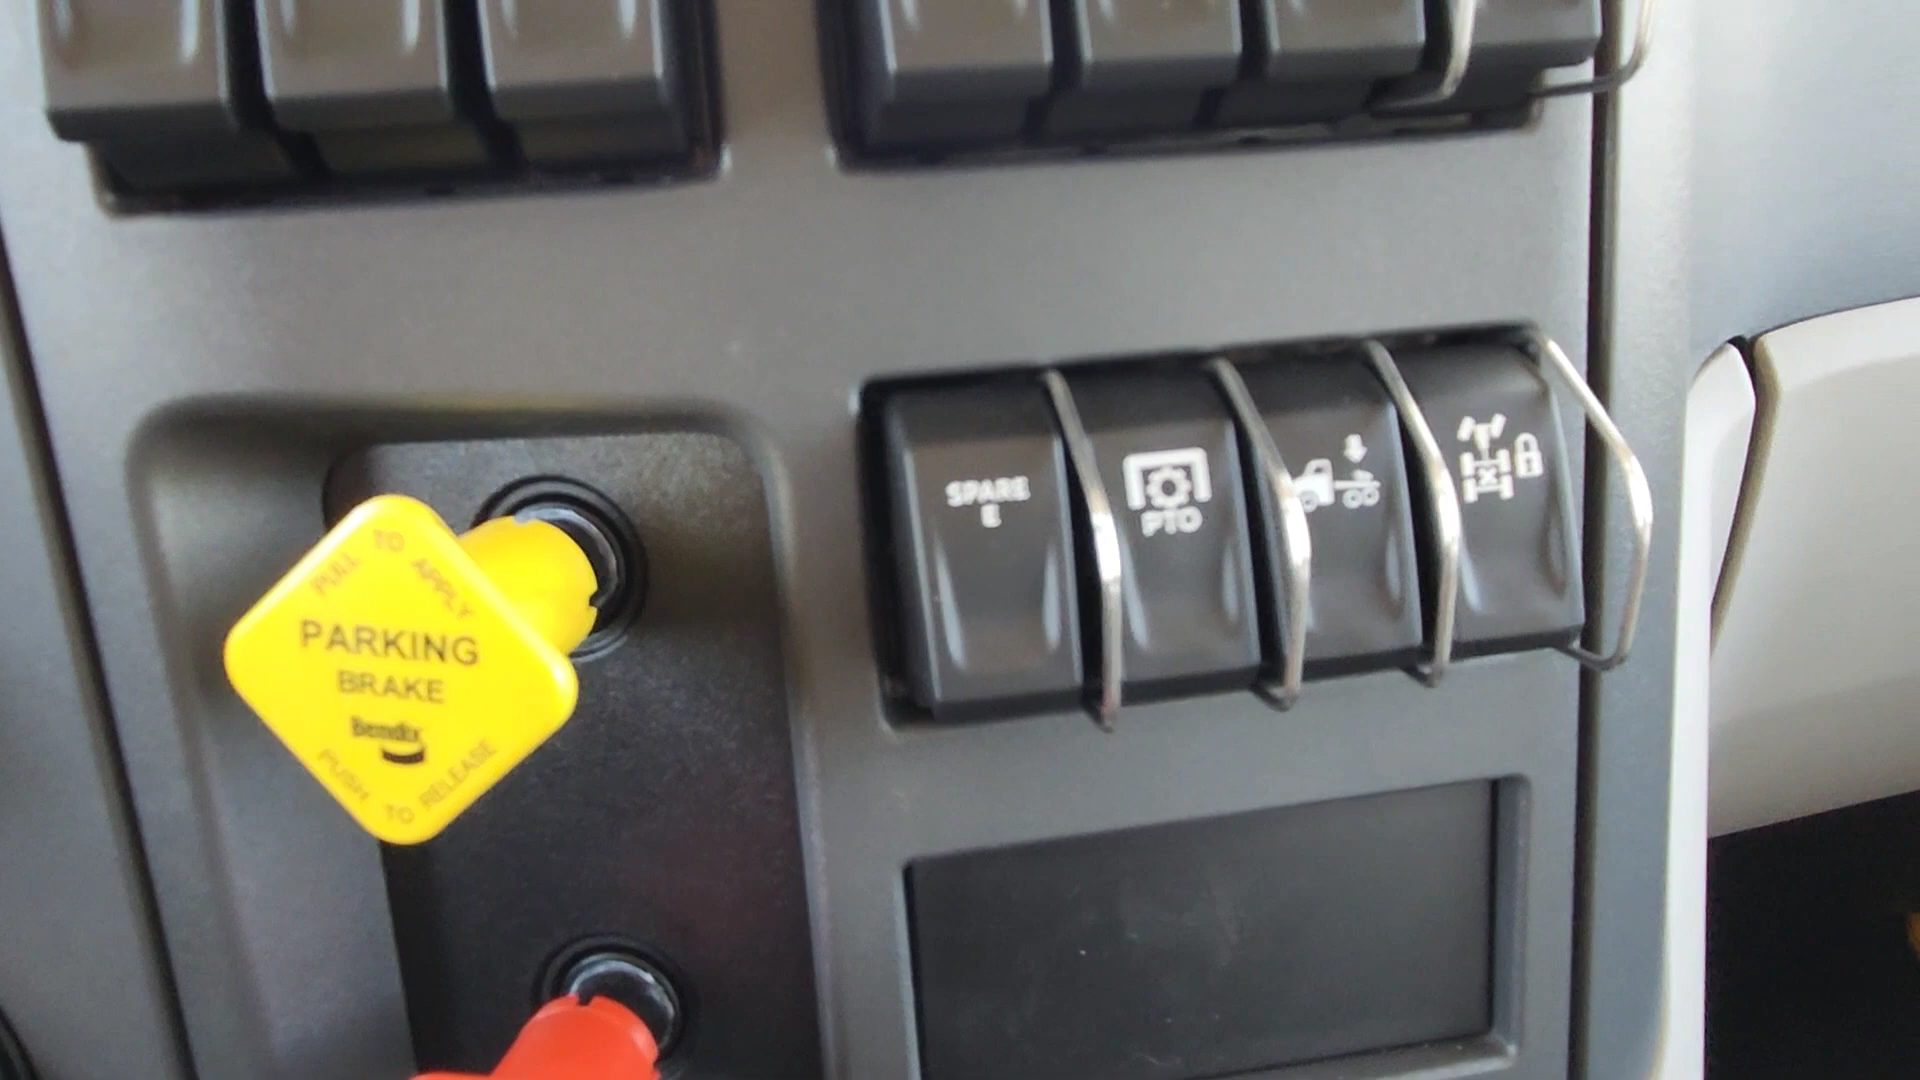 SPARE
E
PTO
PULL TO APPLY
PARKING
BRAKE
Bendix
PUSH TO RELEASE